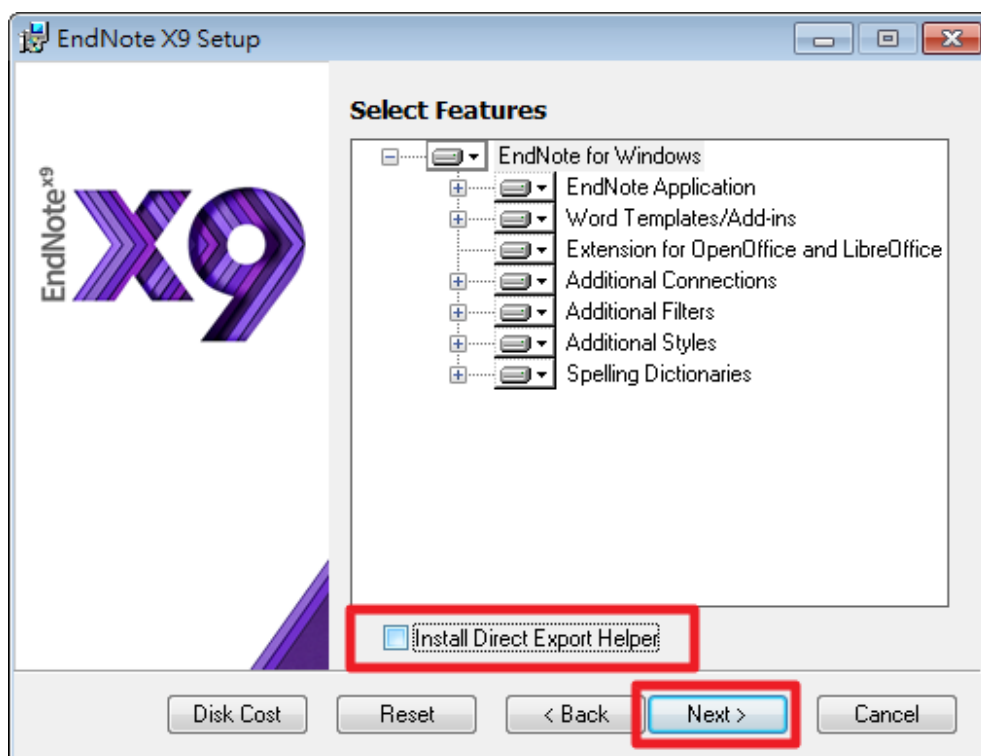 EndNote X9 Setup
EndNote x9
X9
Select Features
EndNote for Windows
EndNote Application
Word Templates/Add-ins
Extension for OpenOffice and LibreOffice
Additional Connections
Additional Filters
Additional Styles
Spelling Dictionaries
Install Direct Export Helper
Disk Cost
Reset
< Back
Next >
Cancel